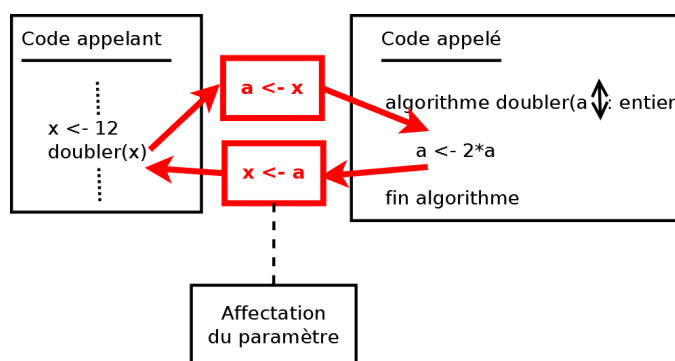 Code appelant
x <- 12
doubler(x)
a <- x
x <- a
Code appelé
algorithme doubler(a : entier
a <- 2*a
fin algorithme
Affectation
du paramètre